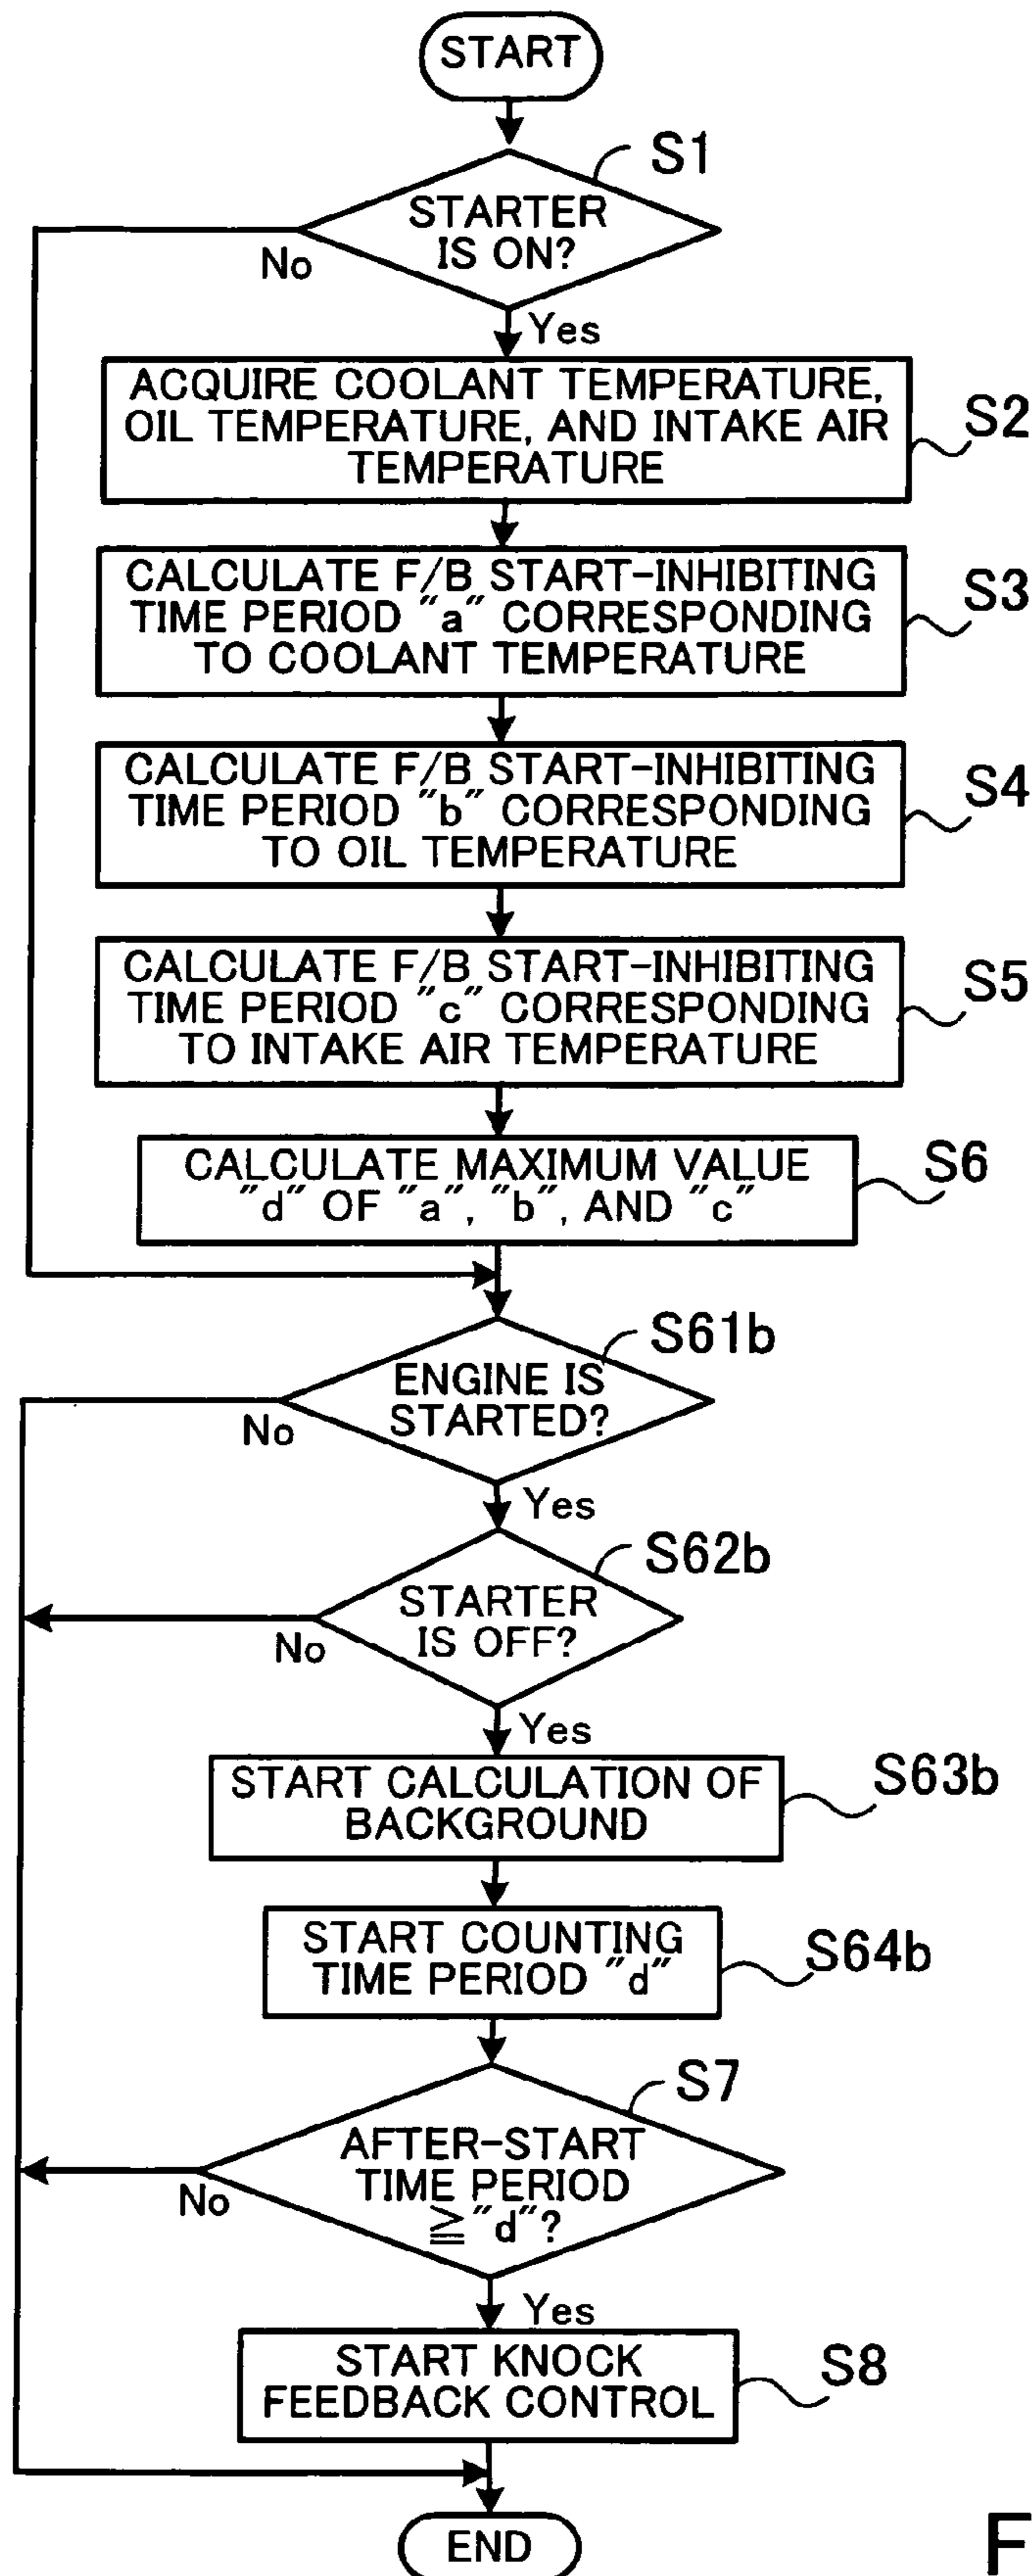 START
S1
STARTER
IS ON?
No
Yes
ACQUIRE COOLANT TEMPERATURE,
OIL TEMPERATURE, AND INTAKE AIR
TEMPERATURE
S2
CALCULATE F/B START-INHIBITING
TIME PERIOD "a" CORRESPONDING
TO COOLANT TEMPERATURE
S3
CALCULATE F/B START-INHIBITING
TIME PERIOD "b" CORRESPONDING
TO OIL TEMPERATURE
S4
CALCULATE F/B START-INHIBITING
TIME PERIOD "c" CORRESPONDING
TO INTAKE AIR TEMPERATURE
S5
CALCULATE MAXIMUM VALUE
"d" OF "a", "b", AND "c"
S6
S61b
ENGINE IS
STARTED?
No
Yes
S62b
STARTER
IS OFF?
No
Yes
START CALCULATION OF
BACKGROUND
S63b
START COUNTING
TIME PERIOD "d"
S64b
S7
AFTER-START
TIME PERIOD
≧"d"?
No
Yes
START KNOCK
FEEDBACK CONTROL
S8
END
F